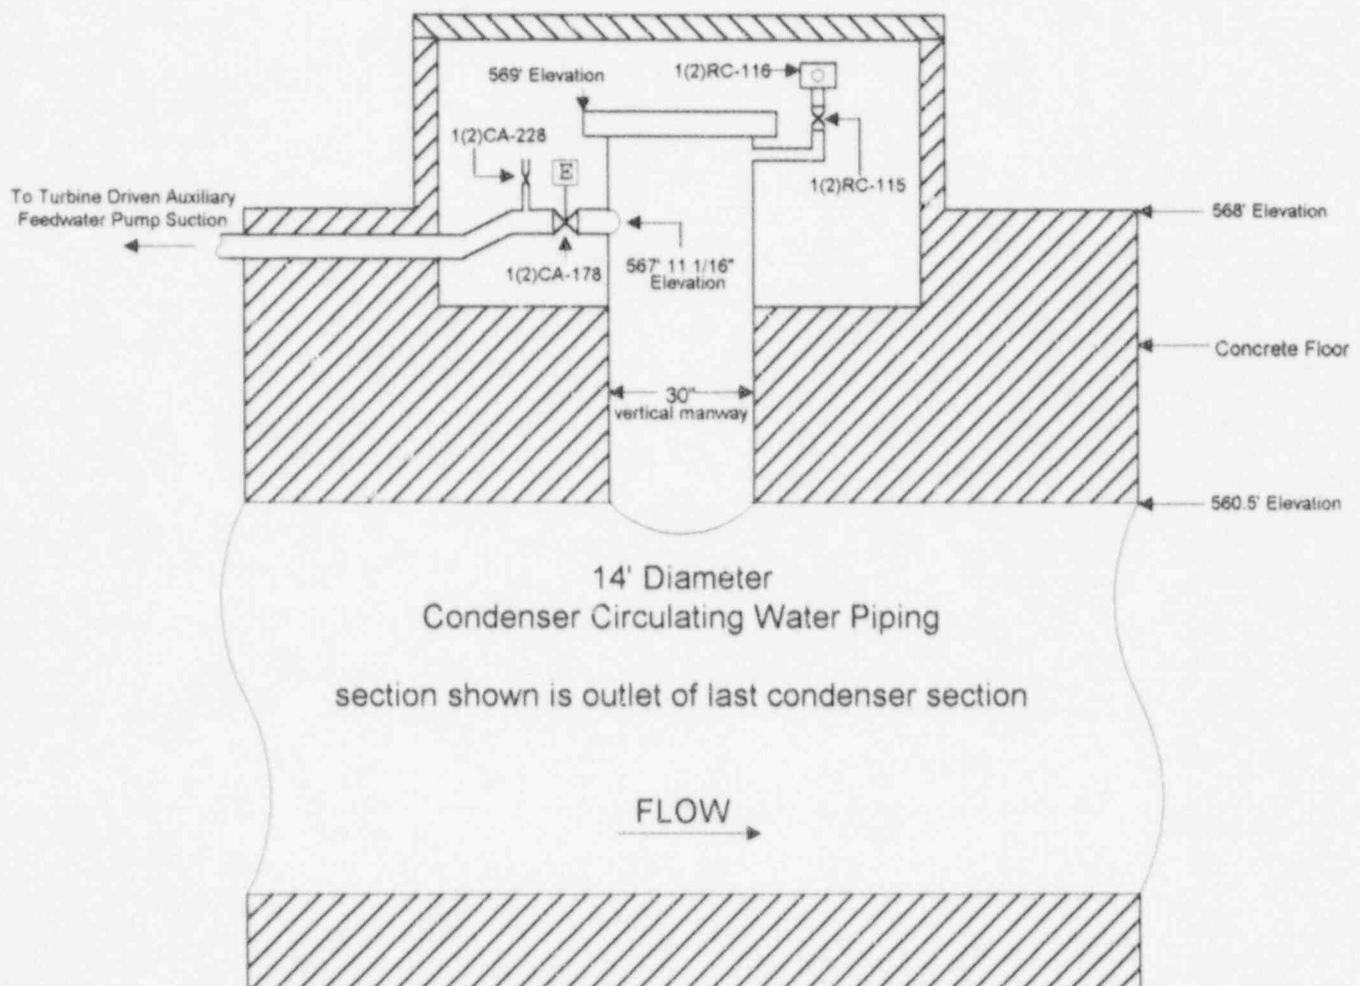 569' Elevation
1(2)RC-116
1(2)CA-228
E
1(2)RC-115
To Turbine Driven Auxiliary
Feedwater Pump Suction
568' Elevation
1(2)CA-178
567' 11 1/16"
Elevation
Concrete Floor
30"
vertical manway
560.5' Elevation
14' Diameter
Condenser Circulating Water Piping
section shown is outlet of last condenser section
FLOW